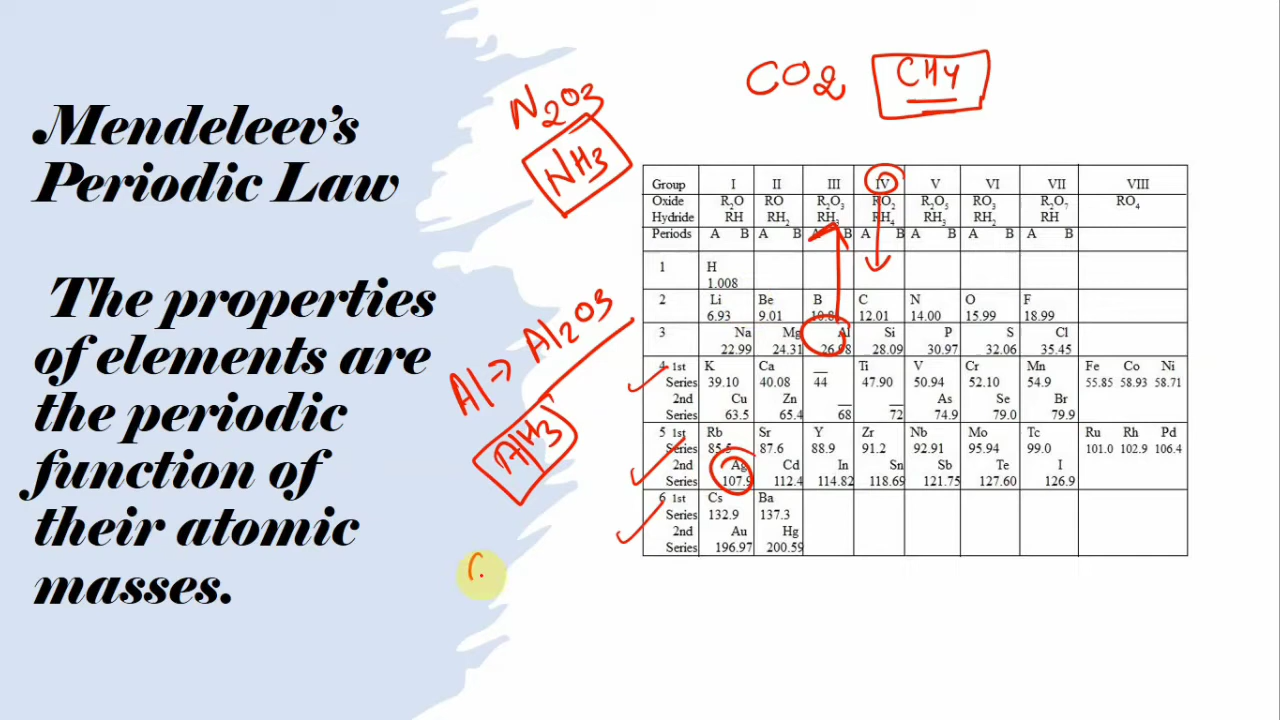 Mendeleev's
Periodic Law
The properties
of elements are
the periodic
function of
their atomic
masses.
CO2 CH4
N2O3
NH3
Al → Al2O3
AlH3
Group I II III IV V VI VII VIII
Oxide R2O RO R2O3 RO2 R2O5 RO3 R2O7 RO4
Hydride RH RH2 RH3 RH4 RH3 RH2 RH
Periods A B A B A B A B A B A B A B
1 H
1.008
2 Li Be B C N O F
6.93 9.01 10.81 12.01 14.00 15.99 18.99
3 Na Mg Al Si P S Cl
22.99 24.31 26.98 28.09 30.97 32.06 35.45
4 1st K Ca — Ti V Cr Mn Fe Co Ni
Series 39.10 40.08 44 47.90 50.94 52.10 54.9 55.85 58.93 58.71
2nd Cu Zn — — As Se Br
Series 63.5 65.4 68 72 74.9 79.0 79.9
5 1st Rb Sr Y Zr Nb Mo Tc Ru Rh Pd
Series 85.5 87.6 88.9 91.2 92.91 95.94 99.0 101.0 102.9 106.4
2nd Ag Cd In Sn Sb Te I
Series 107.9 112.4 114.82 118.69 121.75 127.60 126.9
6 1st Cs Ba
Series 132.9 137.3
2nd Au Hg
Series 196.97 200.59